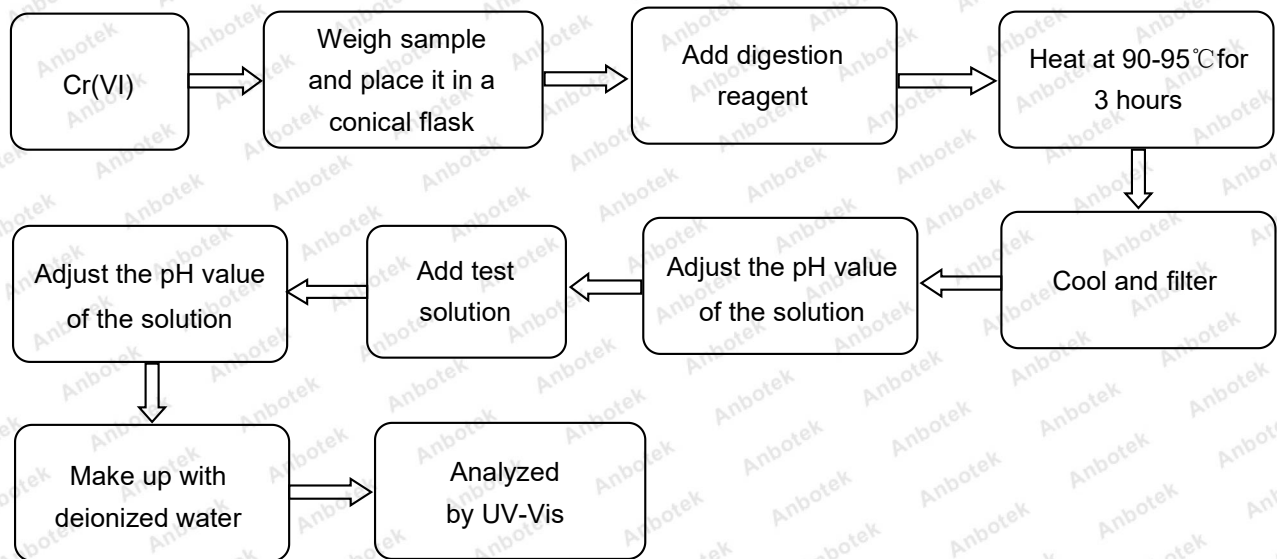 Cr(VI)
Weigh sample
and place it in a
conical flask
Add digestion
reagent
Heat at 90-95℃for
3 hours
Cool and filter
Adjust the pH value
of the solution
Add test
solution
Adjust the pH value
of the solution
Make up with
deionized water
Analyzed
by UV-Vis
Anbotek